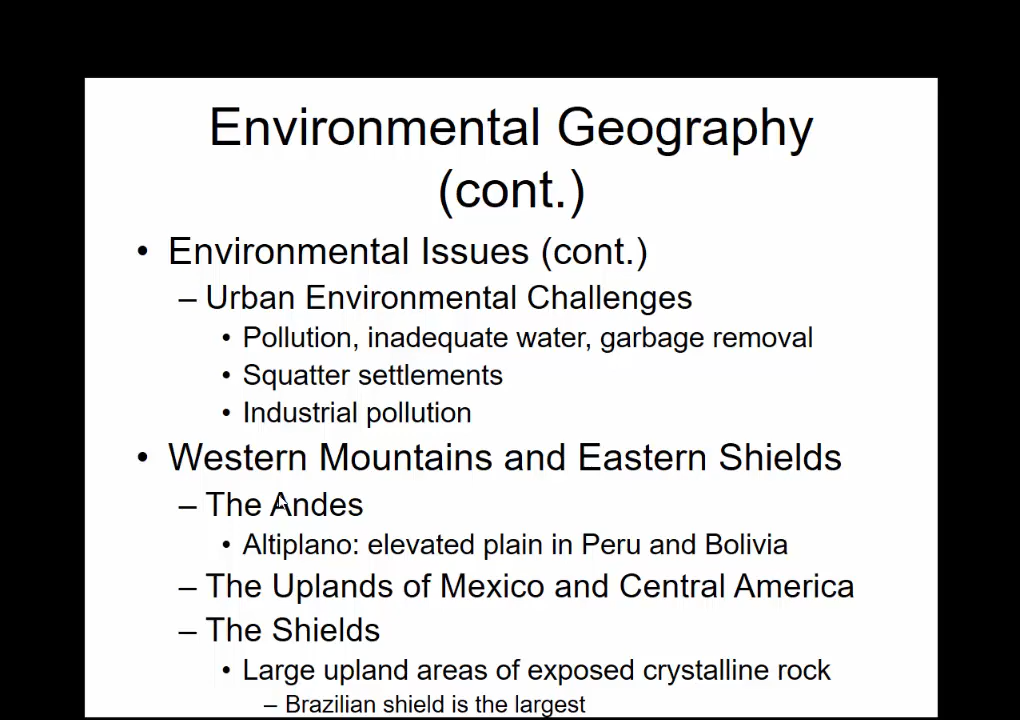 Environmental Geography
(cont.)
• Environmental Issues (cont.)
– Urban Environmental Challenges
• Pollution, inadequate water, garbage removal
• Squatter settlements
• Industrial pollution
• Western Mountains and Eastern Shields
– The Andes
• Altiplano: elevated plain in Peru and Bolivia
– The Uplands of Mexico and Central America
– The Shields
• Large upland areas of exposed crystalline rock
– Brazilian shield is the largest